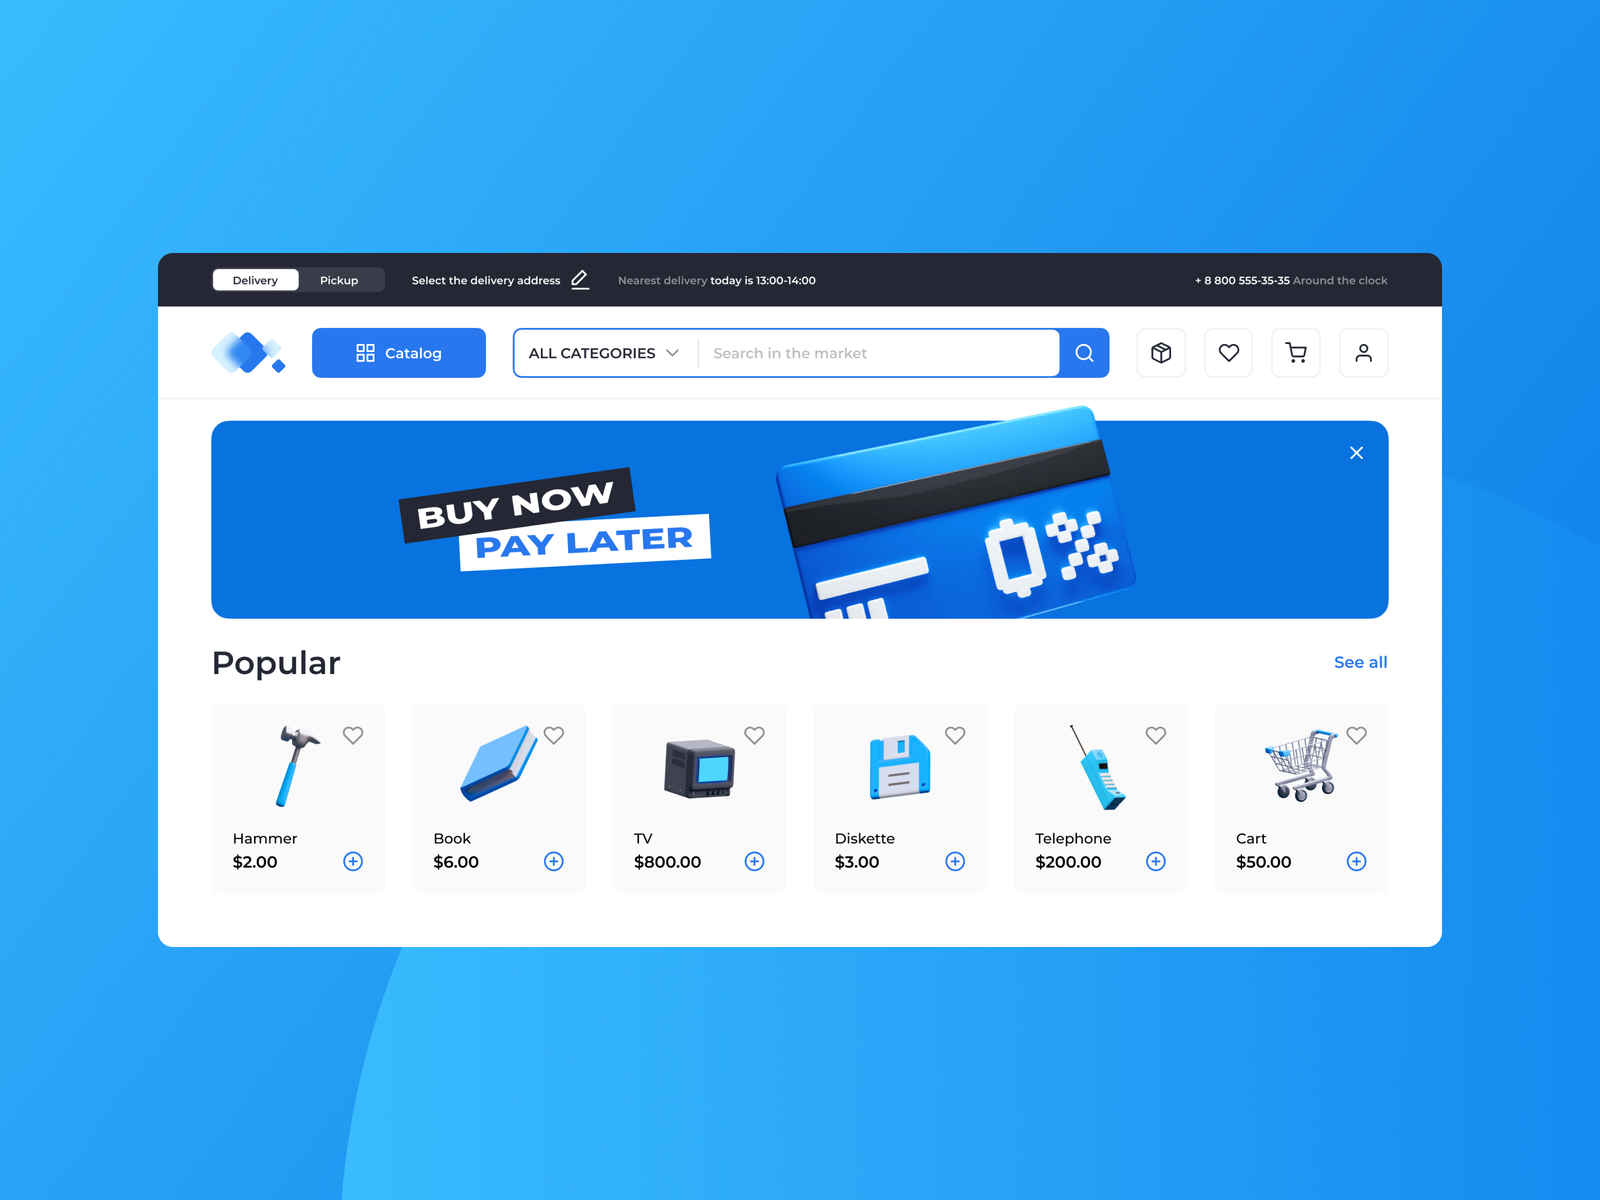 Delivery Pickup Select the delivery address Nearest delivery today is 13:00-14:00 + 8 800 555-35-35 Around the clock
Catalog ALL CATEGORIES Search in the market
BUY NOW
PAY LATER
0%
Popular See all
Hammer Book TV Diskette Telephone Cart
$2.00 $6.00 $800.00 $3.00 $200.00 $50.00